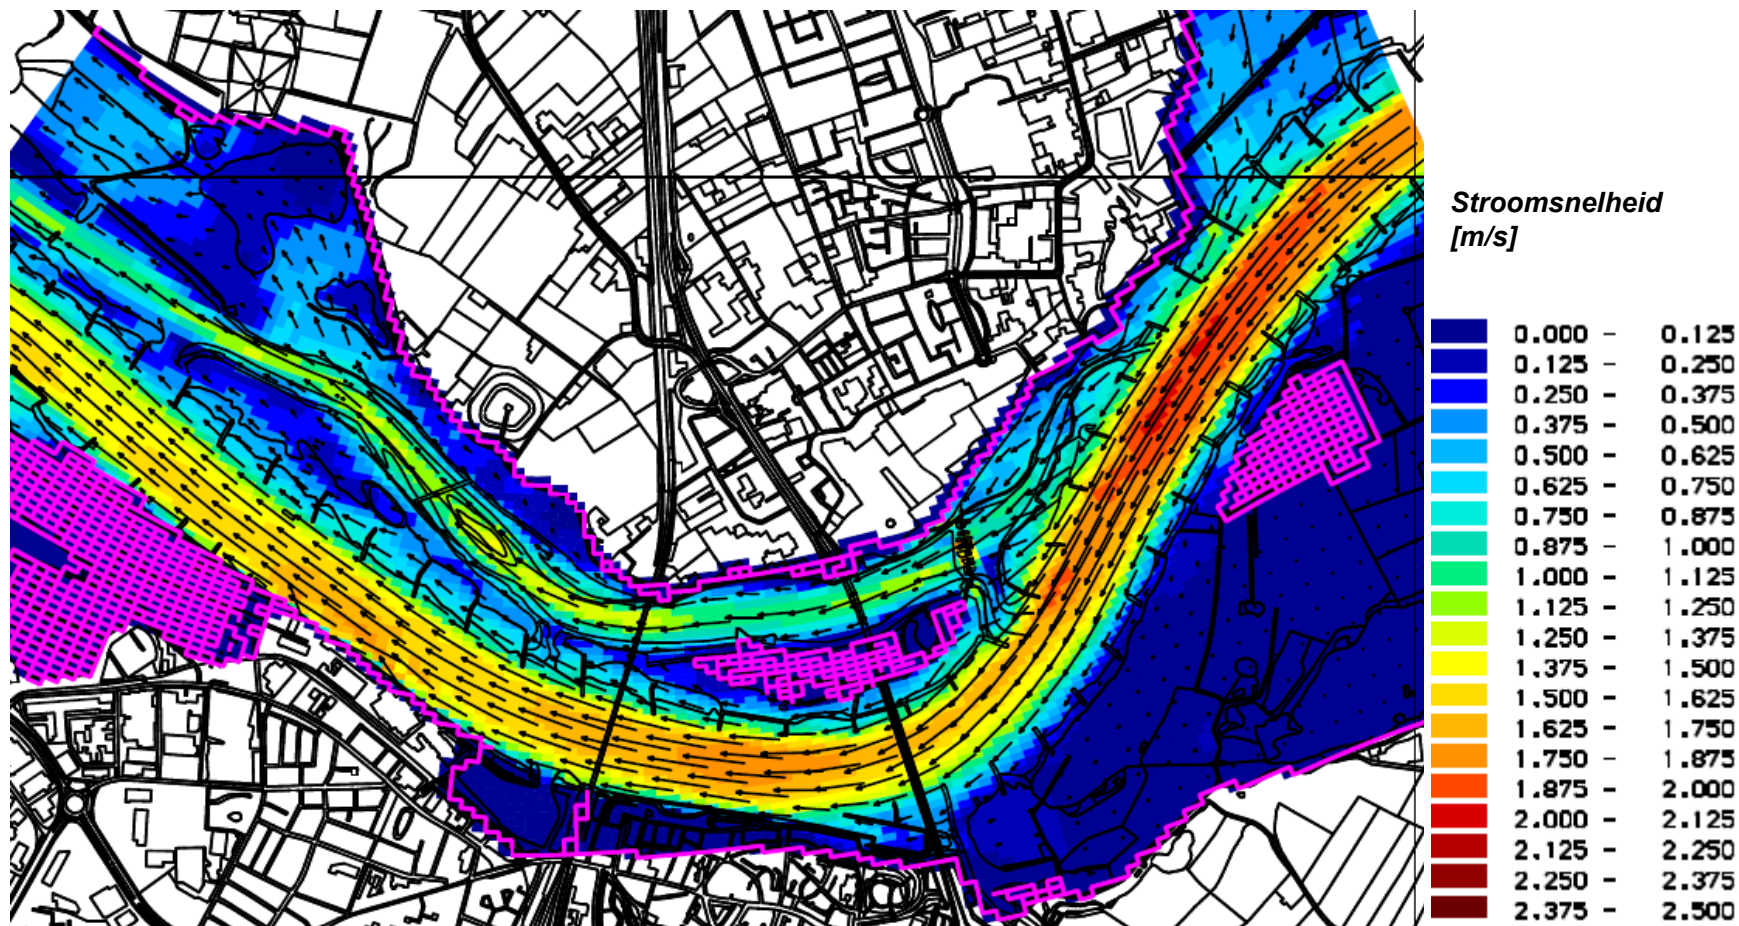 Stroomsnelheid
[m/s]
0.000 – 0.125
0.125 – 0.250
0.250 – 0.375
0.375 – 0.500
0.500 – 0.625
0.625 – 0.750
0.750 – 0.875
0.875 – 1.000
1.000 – 1.125
1.125 – 1.250
1.250 – 1.375
1.375 – 1.500
1.500 – 1.625
1.625 – 1.750
1.750 – 1.875
1.875 – 2.000
2.000 – 2.125
2.125 – 2.250
2.250 – 2.375
2.375 – 2.500